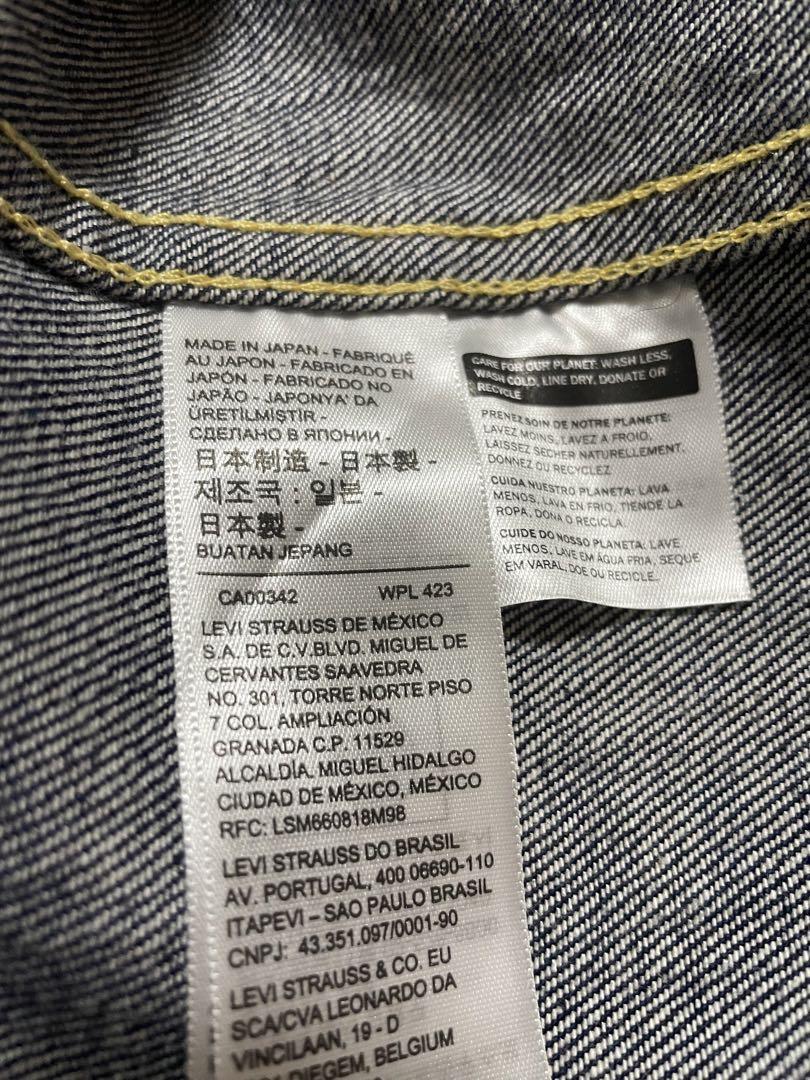 MADE IN JAPAN - FABRIQUÉ
AU JAPON - FABRICADO EN
JAPÓN - FABRICADO NO
JAPÃO - JAPONYA' DA
ÜRETİLMİŞTİR -
СДЕЛАНО В ЯПОНИИ -
日本制造 - 日本製 -
제조국 : 일본 -
日本製 -
BUATAN JEPANG
CA00342 WPL 423
LEVI STRAUSS DE MÉXICO
S.A. DE C.V.BLVD. MIGUEL DE
CERVANTES SAAVEDRA
NO. 301, TORRE NORTE PISO
7 COL. AMPLIACIÓN
GRANADA C.P. 11529
ALCALDÍA. MIGUEL HIDALGO
CIUDAD DE MÉXICO, MÉXICO
RFC: LSM660818M98
LEVI STRAUSS DO BRASIL
AV. PORTUGAL, 400 06690-110
ITAPEVI – SAO PAULO BRASIL
CNPJ: 43.351.097/0001-90
LEVI STRAUSS & CO. EU
SCA/CVA LEONARDO DA
VINCILAAN, 19 - D
DIEGEM, BELGIUM
CARE FOR OUR PLANET: WASH LESS,
WASH COLD, LINE DRY, DONATE OR
RECYCLE
PRENEZ SOIN DE NOTRE PLANETE:
LAVEZ MOINS, LAVEZ A FROID,
LAISSEZ SECHER NATURELLEMENT,
DONNEZ OU RECYCLEZ
CUIDA NUESTRO PLANETA: LAVA
MENOS, LAVA EN FRIO, TIENDE LA
ROPA, DONA O RECICLA.
CUIDE DO NOSSO PLANETA: LAVE
MENOS, LAVE EM ÁGUA FRIA, SEQUE
EM VARAL, DOE OU RECICLE.